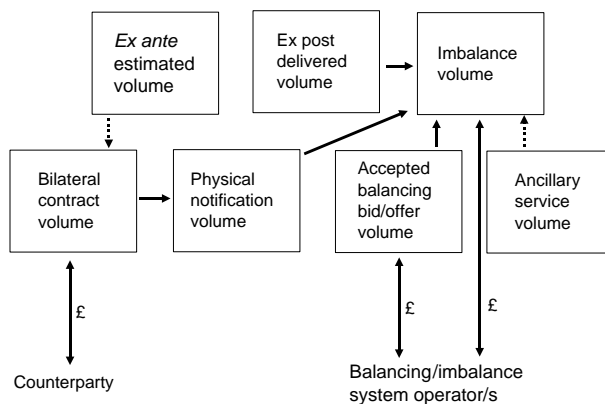 Ex ante
estimated
volume
Ex post
delivered
volume
Imbalance
volume
Bilateral
contract
volume
Physical
notification
volume
Accepted
balancing
bid/offer
volume
Ancillary
service
volume
£
£
£
Counterparty
Balancing/imbalance
system operator/s